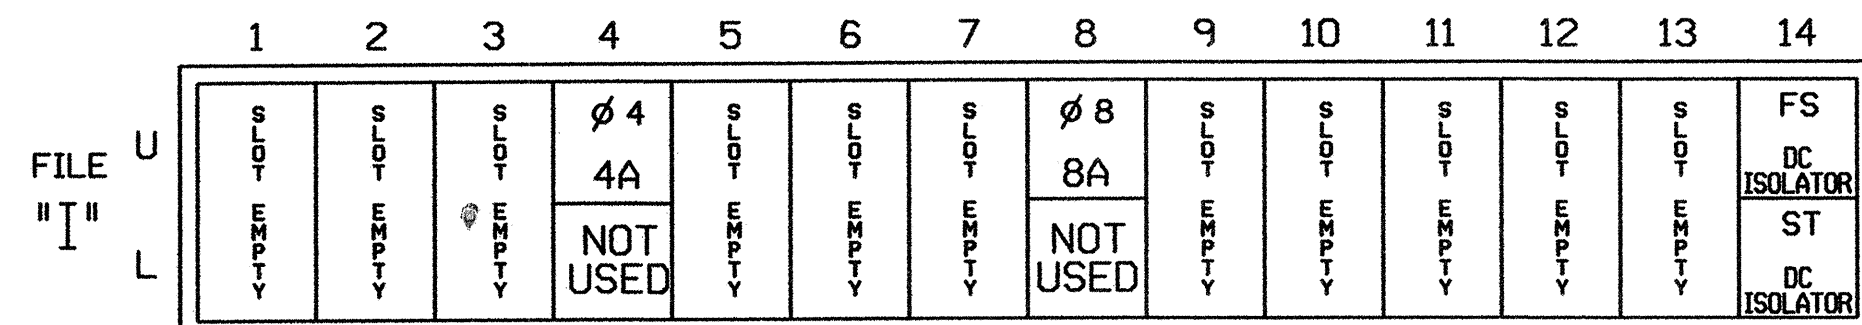 1 2 3 4 5 6 7 8 9 10 11 12 13 14
FILE
"I"
U
L
SLOT EMPTY
SLOT EMPTY
SLOT EMPTY
Ø 4
4A
NOT
USED
SLOT EMPTY
SLOT EMPTY
SLOT EMPTY
Ø 8
8A
NOT
USED
SLOT EMPTY
SLOT EMPTY
SLOT EMPTY
SLOT EMPTY
SLOT EMPTY
FS
DC
ISOLATOR
ST
DC
ISOLATOR